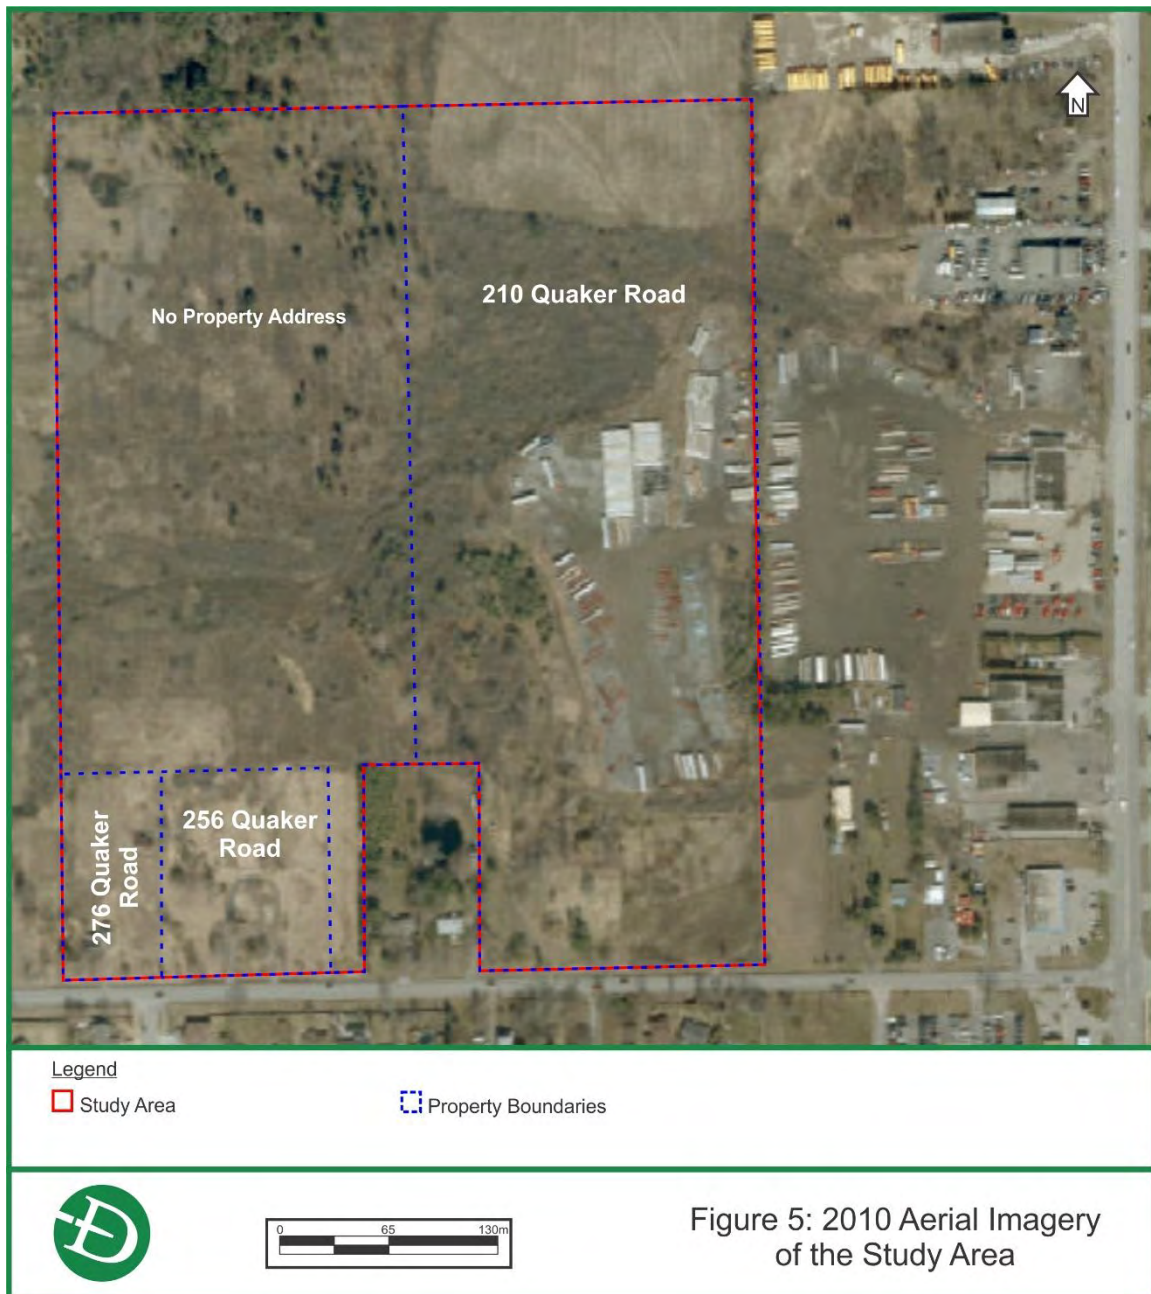 N
210 Quaker Road
No Property Address
256 Quaker
Road
276 Quaker
Road
Legend
Study Area
Property Boundaries
0 65 130m
Figure 5: 2010 Aerial Imagery
of the Study Area